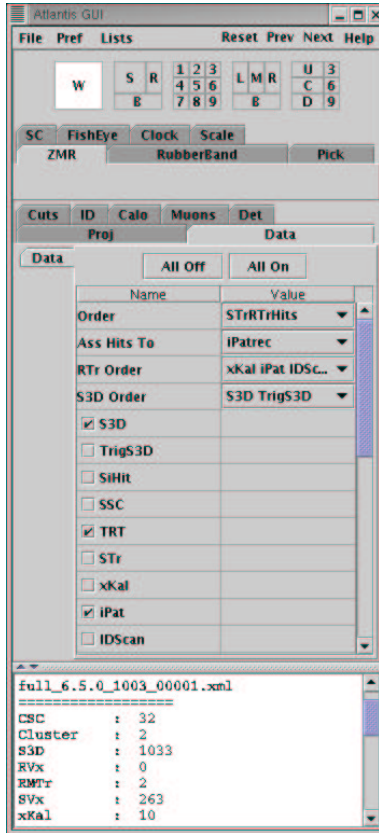 Atlantis GUI
File Pref Lists Reset Prev Next Help
W S R B 1 2 3 4 5 6 7 8 9 L M R B U 3 C 6 D 9
SC FishEye Clock Scale
ZMR RubberBand Pick
Cuts ID Calo Muons Det
Proj Data
Data
All Off All On
Name Value
Order STrRTrHits
Ass Hits To iPatrec
RTr Order xKal iPat IDSc...
S3D Order S3D TrigS3D
S3D
TrigS3D
SiHit
SSC
TRT
STr
xKal
iPat
IDScan
full_6.5.0_1003_00001.xml
===================
CSC : 32
Cluster : 2
S3D : 1033
RVx : 0
RMTr : 2
SVx : 263
xKal : 10